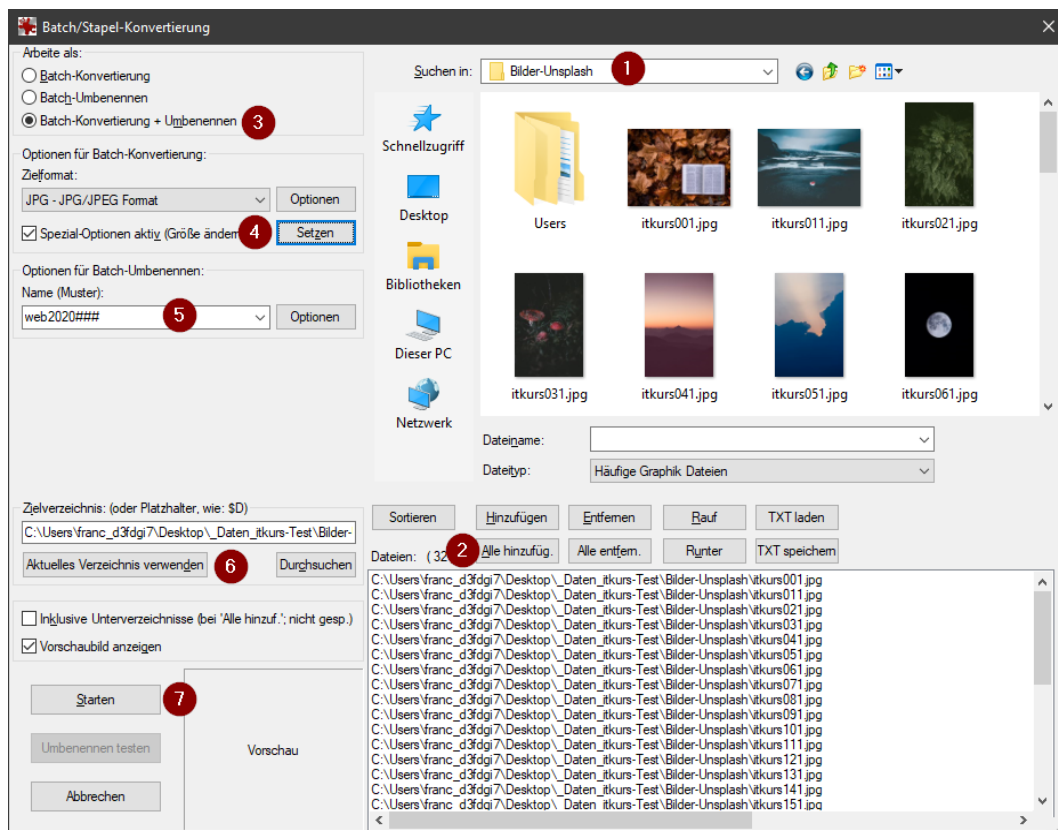 Batch/Stapel-Konvertierung
Arbeite als:
Batch-Konvertierung
Batch-Umbenennen
Batch-Konvertierung + Umbenennen
3
Optionen für Batch-Konvertierung:
Zielformat:
JPG - JPG/JPEG Format
Optionen
Spezial-Optionen aktiv (Größe ändern
4
Setzen
Optionen für Batch-Umbenennen:
Name (Muster):
web2020###
5
Optionen
Zielverzeichnis: (oder Platzhalter, wie: $D)
C:\Users\franc_d3fdgi7\Desktop\_Daten_itkurs-Test\Bilder-
Aktuelles Verzeichnis verwenden
6
Durchsuchen
Inklusive Unterverzeichnisse (bei 'Alle hinzuf.'; nicht gesp.)
Vorschaubild anzeigen
Starten
7
Umbenennen testen
Abbrechen
Vorschau
Suchen in:
Bilder-Unsplash
1
Schnellzugriff
Desktop
Bibliotheken
Dieser PC
Netzwerk
Users
itkurs001.jpg
itkurs011.jpg
itkurs021.jpg
itkurs031.jpg
itkurs041.jpg
itkurs051.jpg
itkurs061.jpg
Dateiname:
Dateityp:
Häufige Graphik Dateien
Sortieren
Hinzufügen
Entfernen
Rauf
TXT laden
Dateien: ( 32
2
Alle hinzufüg.
Alle entfern.
Runter
TXT speichern
C:\Users\franc_d3fdgi7\Desktop\_Daten_itkurs-Test\Bilder-Unsplash\itkurs001.jpg
C:\Users\franc_d3fdgi7\Desktop\_Daten_itkurs-Test\Bilder-Unsplash\itkurs011.jpg
C:\Users\franc_d3fdgi7\Desktop\_Daten_itkurs-Test\Bilder-Unsplash\itkurs021.jpg
C:\Users\franc_d3fdgi7\Desktop\_Daten_itkurs-Test\Bilder-Unsplash\itkurs031.jpg
C:\Users\franc_d3fdgi7\Desktop\_Daten_itkurs-Test\Bilder-Unsplash\itkurs041.jpg
C:\Users\franc_d3fdgi7\Desktop\_Daten_itkurs-Test\Bilder-Unsplash\itkurs051.jpg
C:\Users\franc_d3fdgi7\Desktop\_Daten_itkurs-Test\Bilder-Unsplash\itkurs061.jpg
C:\Users\franc_d3fdgi7\Desktop\_Daten_itkurs-Test\Bilder-Unsplash\itkurs071.jpg
C:\Users\franc_d3fdgi7\Desktop\_Daten_itkurs-Test\Bilder-Unsplash\itkurs081.jpg
C:\Users\franc_d3fdgi7\Desktop\_Daten_itkurs-Test\Bilder-Unsplash\itkurs091.jpg
C:\Users\franc_d3fdgi7\Desktop\_Daten_itkurs-Test\Bilder-Unsplash\itkurs101.jpg
C:\Users\franc_d3fdgi7\Desktop\_Daten_itkurs-Test\Bilder-Unsplash\itkurs111.jpg
C:\Users\franc_d3fdgi7\Desktop\_Daten_itkurs-Test\Bilder-Unsplash\itkurs121.jpg
C:\Users\franc_d3fdgi7\Desktop\_Daten_itkurs-Test\Bilder-Unsplash\itkurs131.jpg
C:\Users\franc_d3fdgi7\Desktop\_Daten_itkurs-Test\Bilder-Unsplash\itkurs141.jpg
C:\Users\franc_d3fdgi7\Desktop\_Daten_itkurs-Test\Bilder-Unsplash\itkurs151.jpg